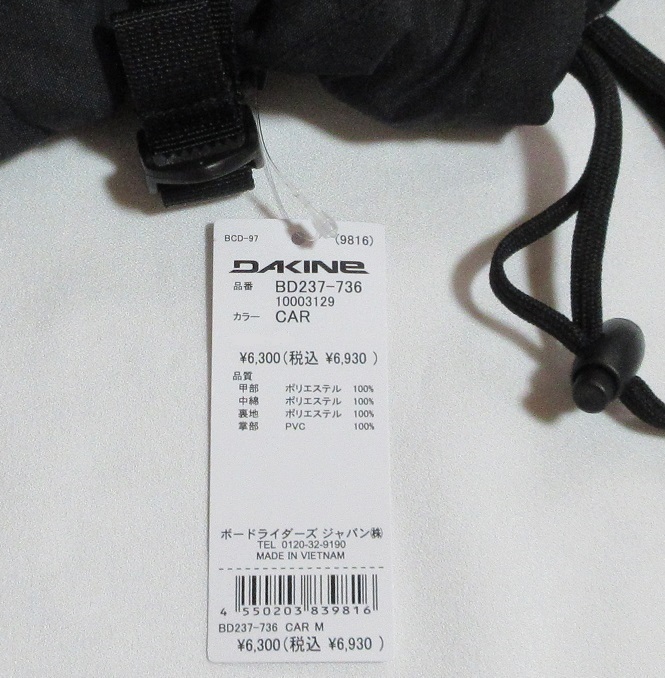 BCD-97 (9816)
DAKINE
品番 BD237-736
10003129
カラー CAR
¥6,300(税込 ¥6,930 )
品質
甲部 ポリエステル 100%
中綿 ポリエステル 100%
裏地 ポリエステル 100%
掌部 PVC 100%
ボードライダーズ ジャパン㈱
TEL 0120-32-9190
MADE IN VIETNAM
4 550203 839816
BD237-736 CAR M
¥6,300(税込 ¥6,930 )